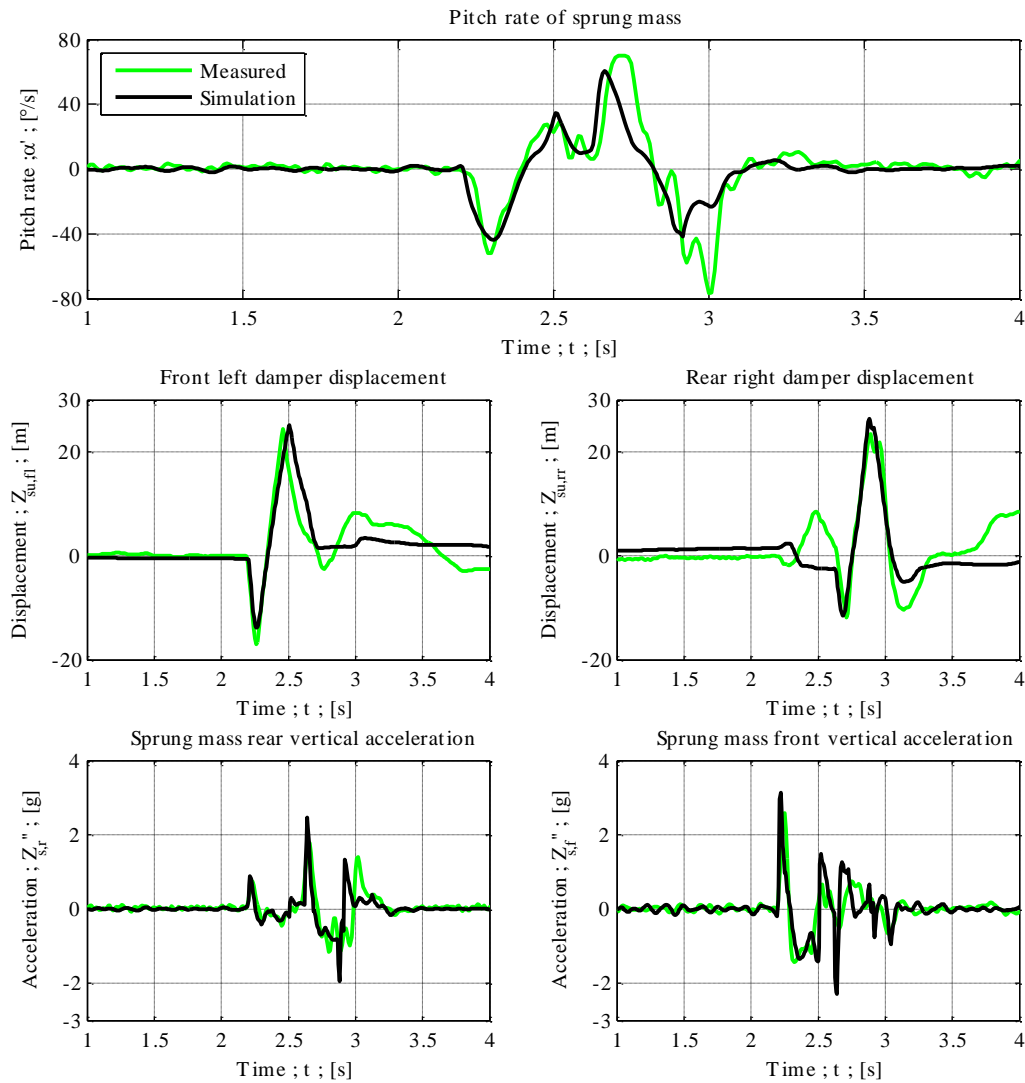 Pitch rate of sprung mass
80
40
0
-40
-80
Pitch rate ;α' ; [°/s]
Measured
Simulation
1 1.5 2 2.5 3 3.5 4
Time ; t ; [s]
Front left damper displacement
30
20
0
-20
Displacement ; Zsu,fl ; [m]
1 1.5 2 2.5 3 3.5 4
Time ; t ; [s]
Rear right damper displacement
30
20
0
-20
Displacement ; Zsu,rr ; [m]
1 1.5 2 2.5 3 3.5 4
Time ; t ; [s]
Sprung mass rear vertical acceleration
4
2
0
-2
-3
Acceleration ; Zs,r'' ; [g]
1 1.5 2 2.5 3 3.5 4
Time ; t ; [s]
Sprung mass front vertical acceleration
4
2
0
-2
-3
Acceleration ; Zs,f'' ; [g]
1 1.5 2 2.5 3 3.5 4
Time ; t ; [s]